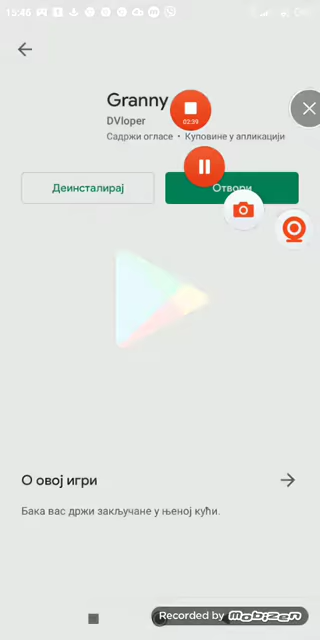 15:46
Granny
DVloper
02:39
Садржи огласе • Куповине у апликацији
Деинсталирај
Отвори
О овој игри
Бака вас држи закључане у њеној кући.
Recorded by mobizen